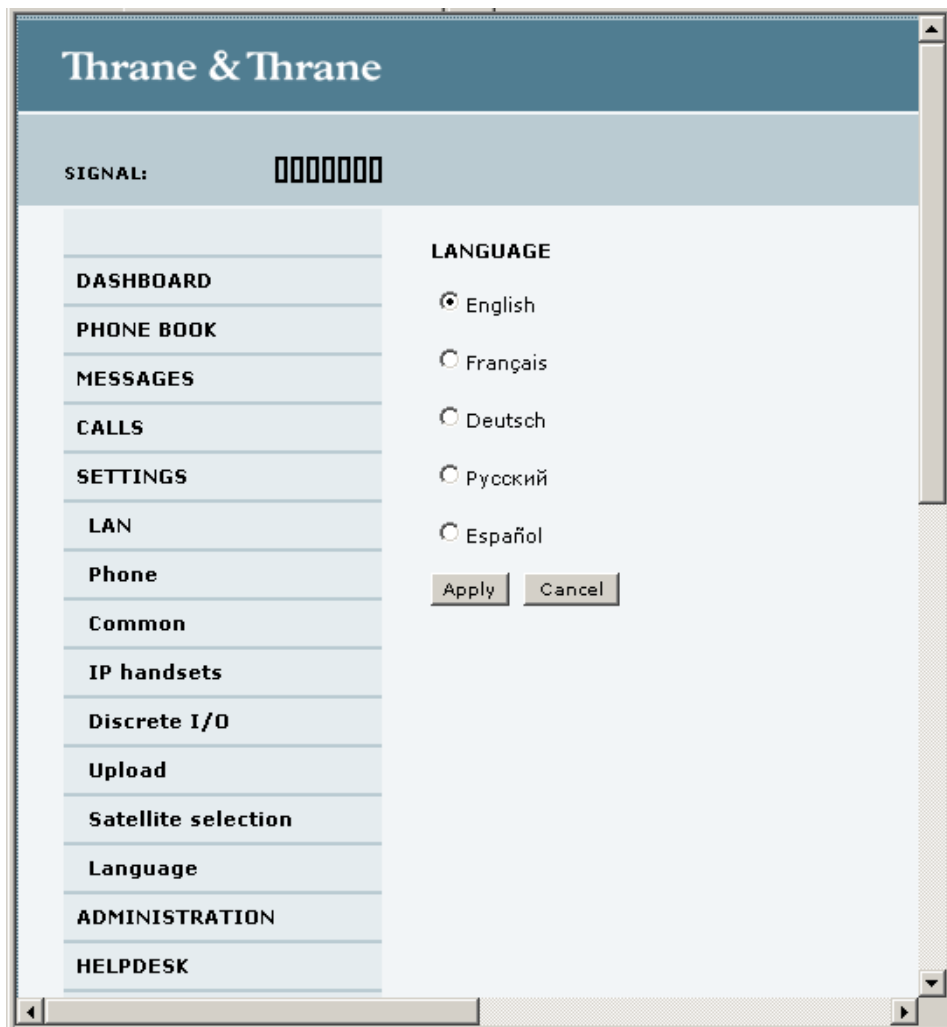 Thrane & Thrane
SIGNAL:
DASHBOARD
PHONE BOOK
MESSAGES
CALLS
SETTINGS
LAN
Phone
Common
IP handsets
Discrete I/O
Upload
Satellite selection
Language
ADMINISTRATION
HELPDESK
LANGUAGE
English
Français
Deutsch
Русский
Español
Apply Cancel